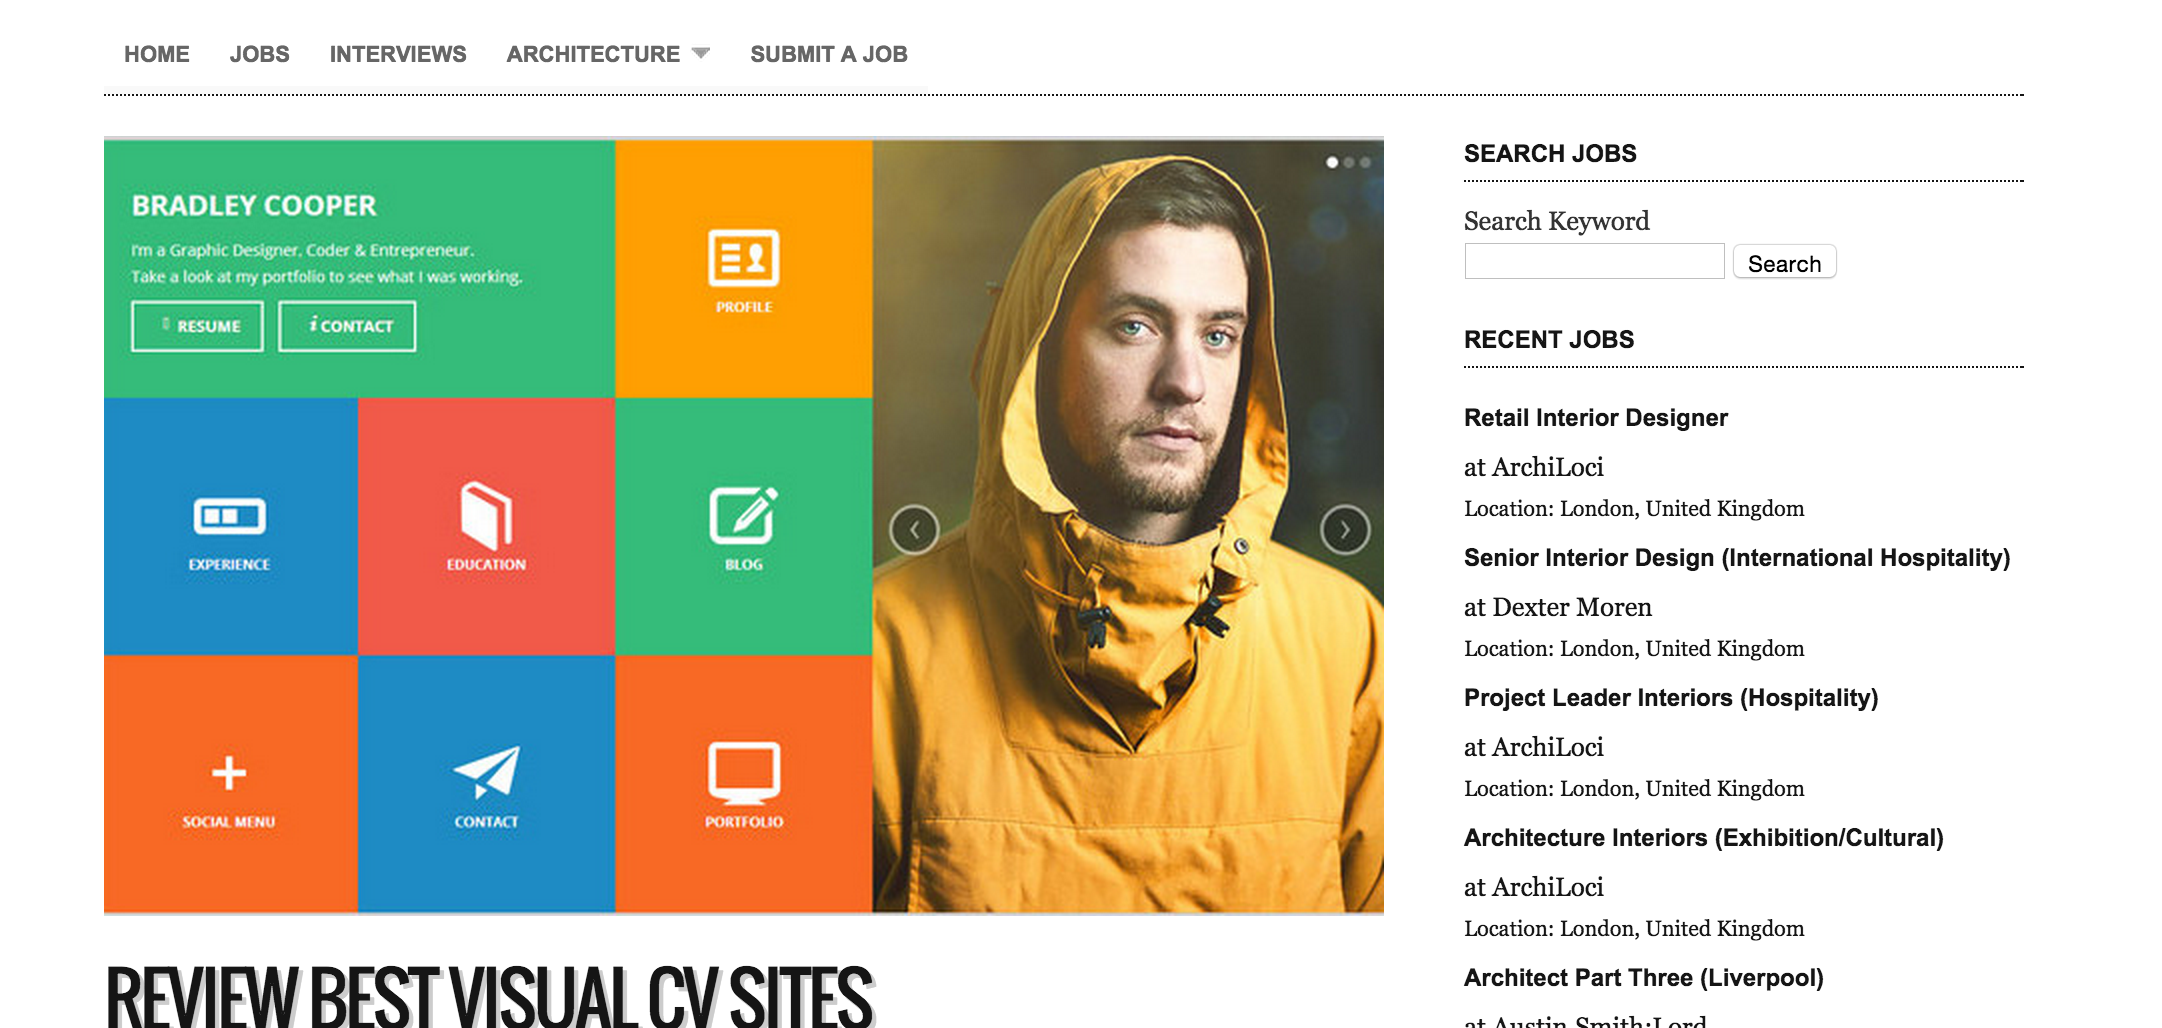 HOME JOBS INTERVIEWS ARCHITECTURE SUBMIT A JOB
BRADLEY COOPER
I'm a Graphic Designer, Coder & Entrepreneur.
Take a look at my portfolio to see what I was working.
RESUME
i CONTACT
PROFILE
EXPERIENCE
EDUCATION
BLOG
SOCIAL MENU
CONTACT
PORTFOLIO
REVIEW BEST VISUAL CV SITES
SEARCH JOBS
Search Keyword
Search
RECENT JOBS
Retail Interior Designer
at ArchiLoci
Location: London, United Kingdom
Senior Interior Design (International Hospitality)
at Dexter Moren
Location: London, United Kingdom
Project Leader Interiors (Hospitality)
at ArchiLoci
Location: London, United Kingdom
Architecture Interiors (Exhibition/Cultural)
at ArchiLoci
Location: London, United Kingdom
Architect Part Three (Liverpool)
at Austin-Smith:Lord